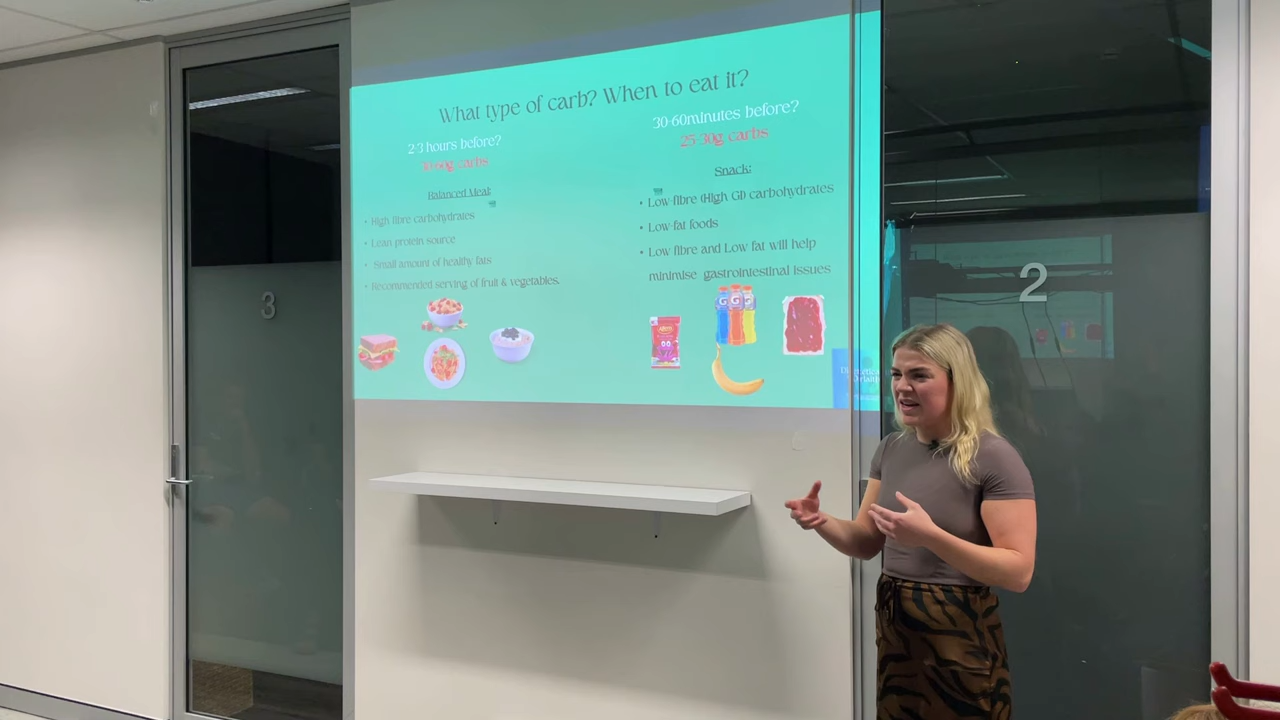 What type of carb? When to eat it?
2-3 hours before?
30-60g carbs
Balanced Meal:
• High fibre carbohydrates
• Lean protein source
• Small amount of healthy fats
• Recommended serving of fruit & vegetables.
30-60minutes before?
25-30g carbs
Snack:
• Low-fibre (High GI) carbohydrates
• Low fat foods
• Low fibre and Low fat will help
minimise gastrointestinal issues
G G G
3
2